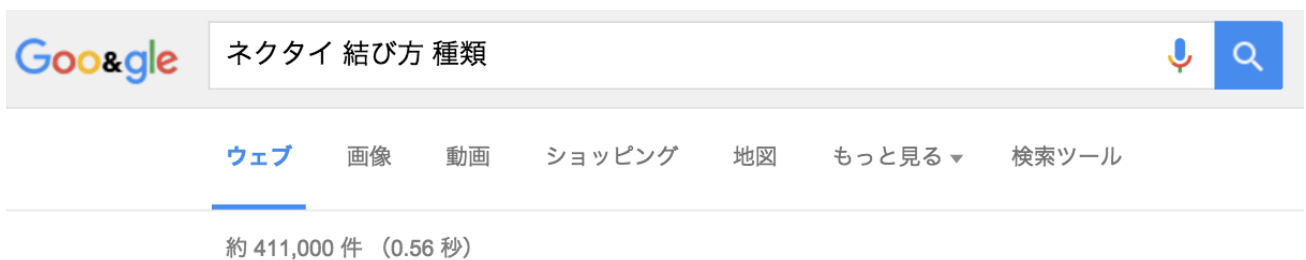 Goo&gle ネクタイ 結び方 種類
ウェブ 画像 動画 ショッピング 地図 もっと見る 検索ツール
約 411,000 件 （0.56 秒）